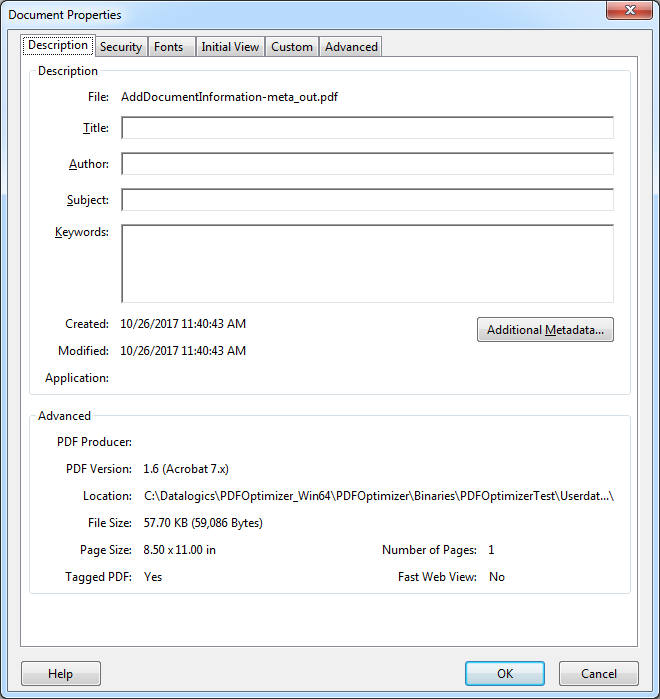 Document Properties
Description Security Fonts Initial View Custom Advanced
Description
File: AddDocumentInformation-meta_out.pdf
Title:
Author:
Subject:
Keywords:
Created: 10/26/2017 11:40:43 AM
Additional Metadata...
Modified: 10/26/2017 11:40:43 AM
Application:
Advanced
PDF Producer:
PDF Version: 1.6 (Acrobat 7.x)
Location: C:\Datalogics\PDFOptimizer_Win64\PDFOptimizer\Binaries\PDFOptimizerTest\Userdat...\
File Size: 57.70 KB (59,086 Bytes)
Page Size: 8.50 x 11.00 in Number of Pages: 1
Tagged PDF: Yes Fast Web View: No
Help OK Cancel